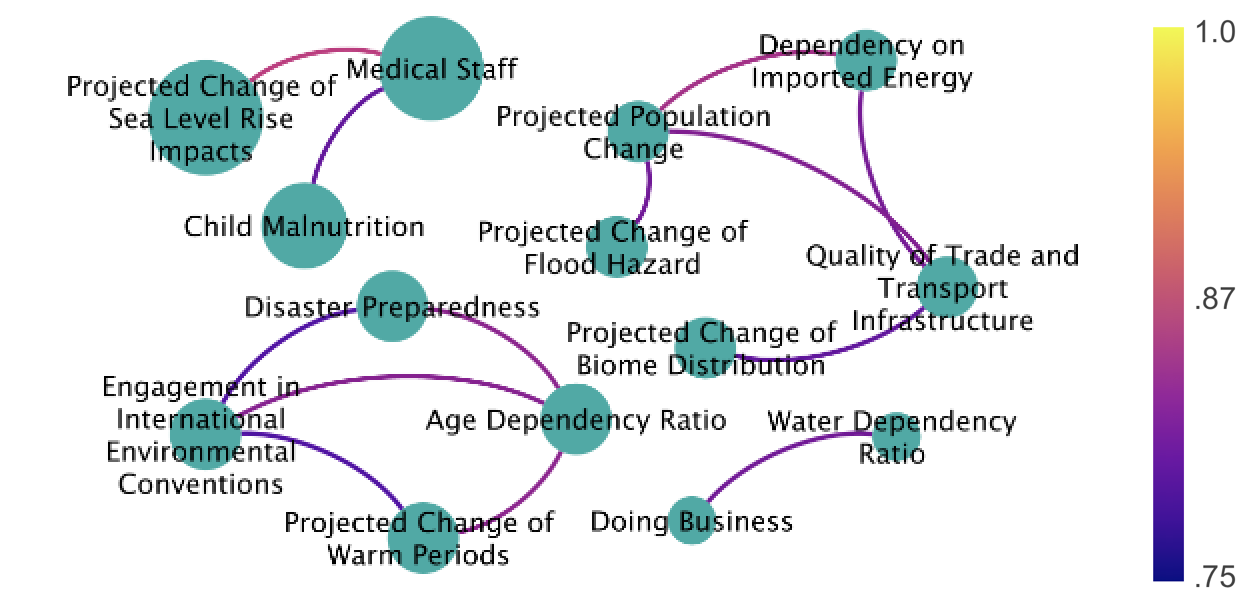 Projected Change of
Sea Level Rise
Impacts
Medical Staff
Child Malnutrition
Dependency on
Imported Energy
Projected Population
Change
Projected Change of
Flood Hazard
Quality of Trade and
Transport
Infrastructure
Projected Change of
Biome Distribution
Disaster Preparedness
Engagement in
International
Environmental
Conventions
Age Dependency Ratio
Projected Change of
Warm Periods
Water Dependency
Ratio
Doing Business
1.0
.87
.75